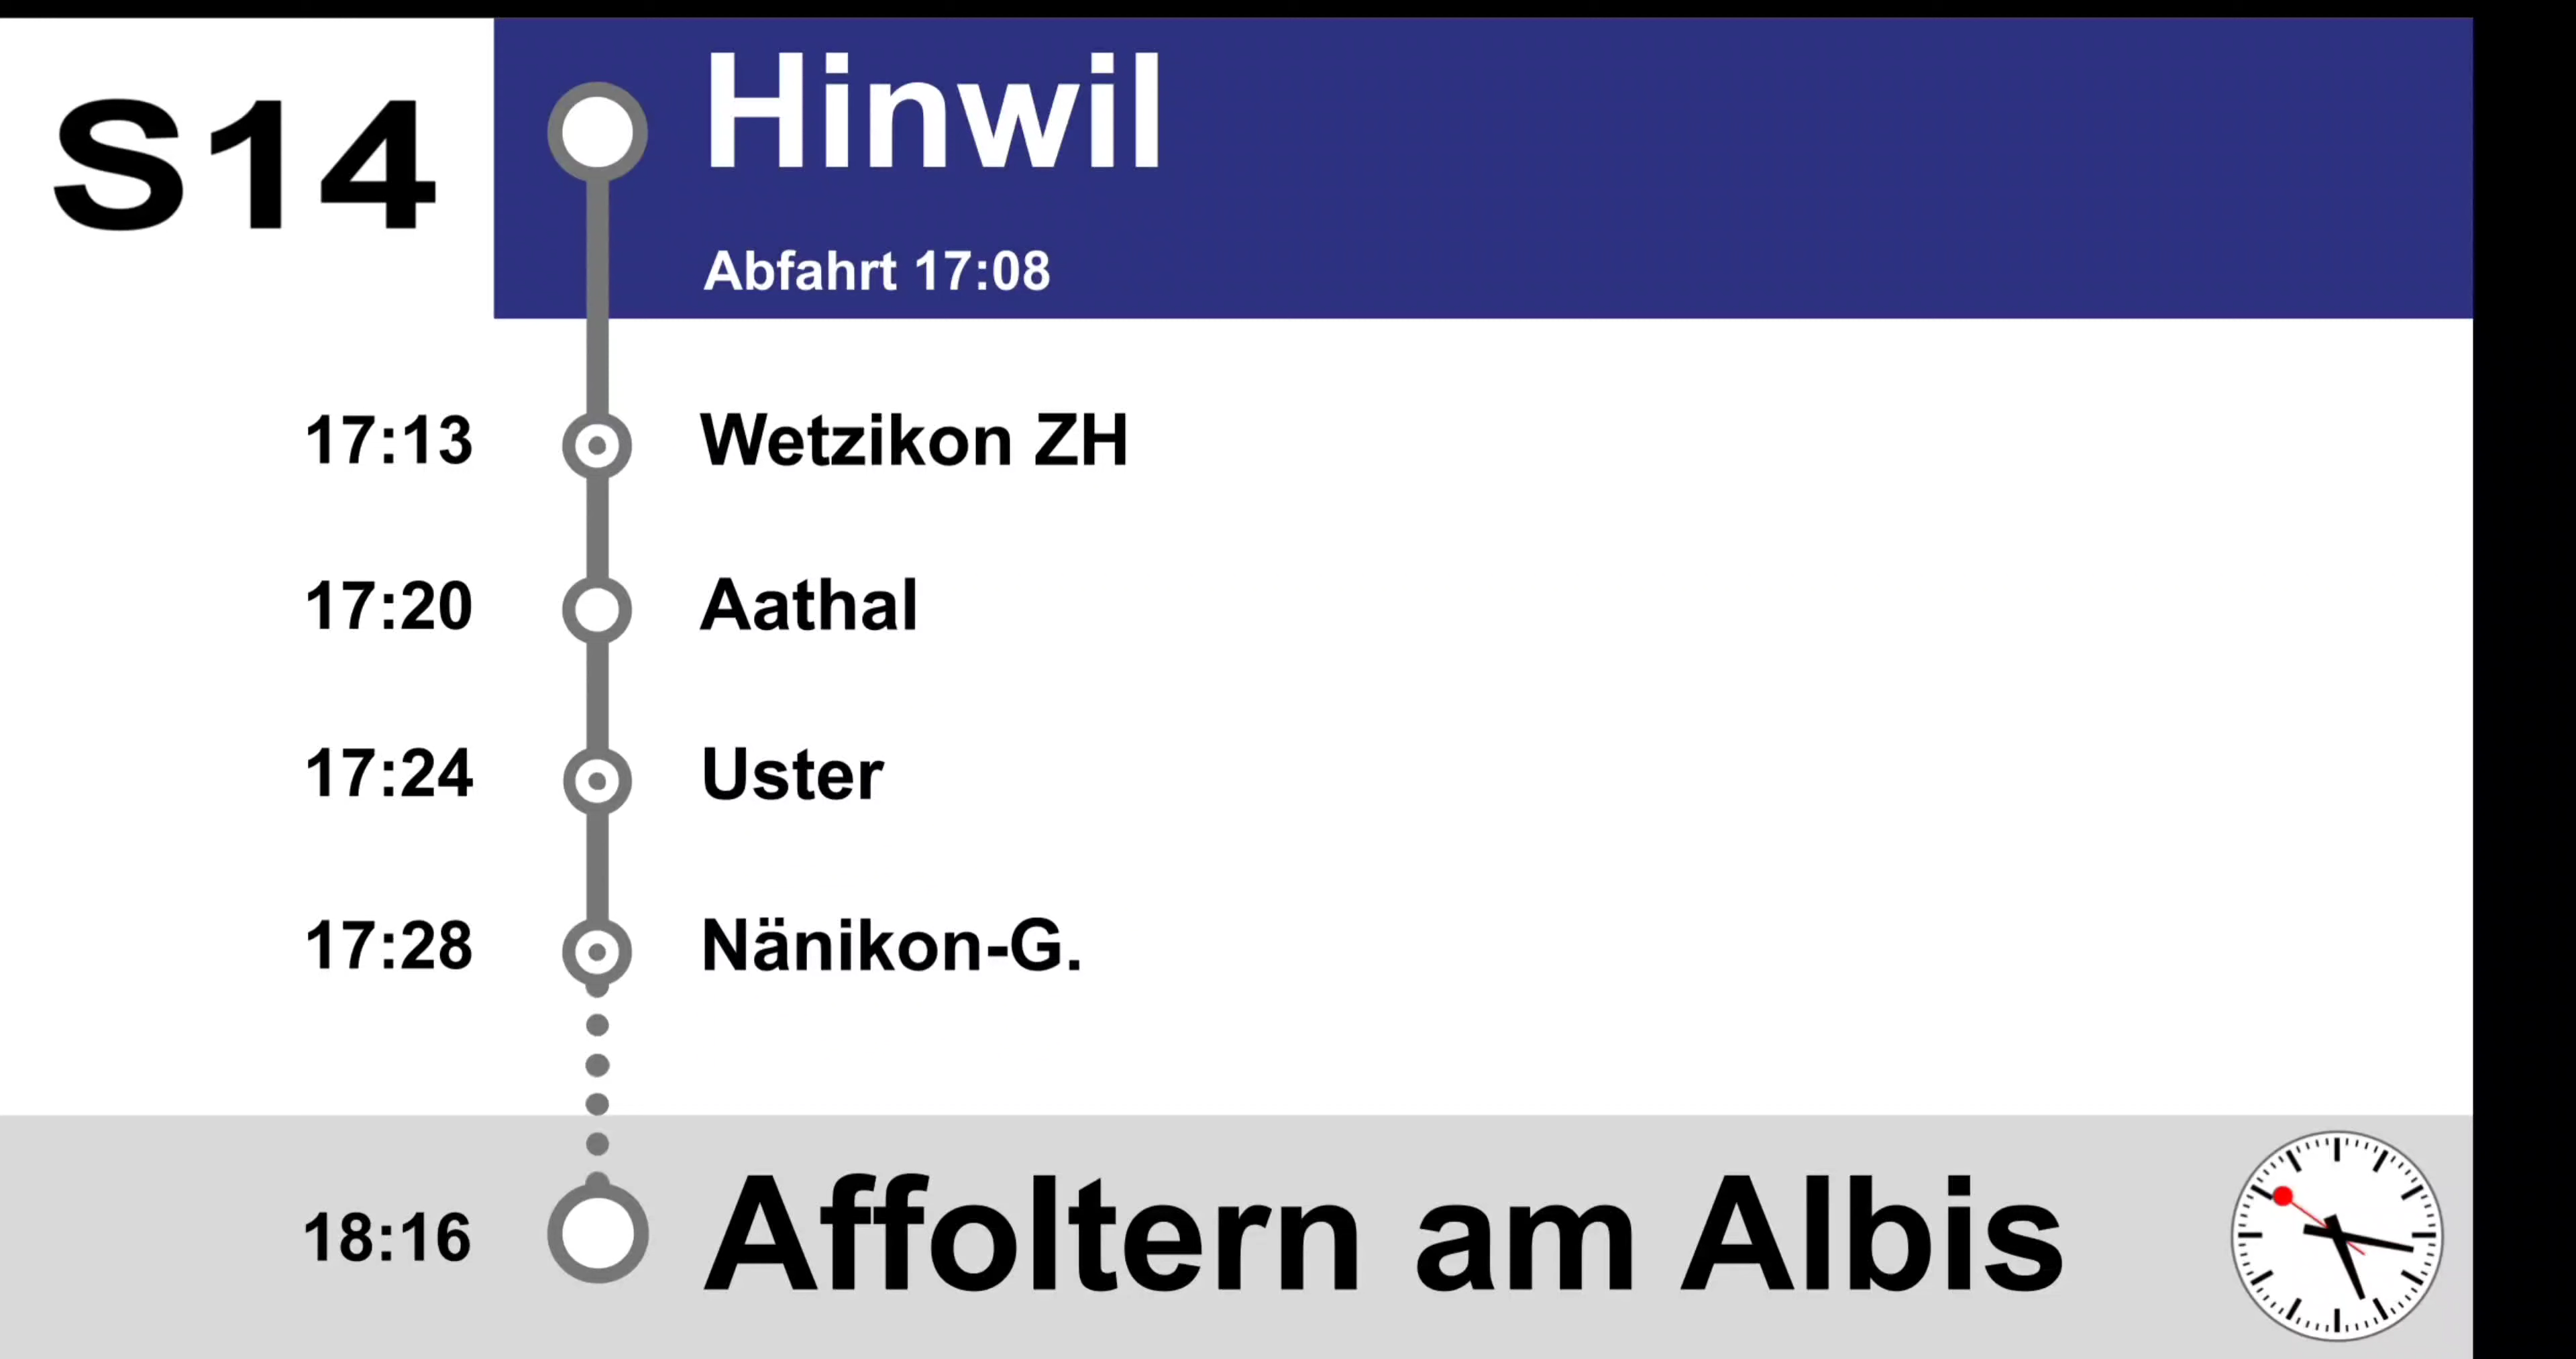 S14
Hinwil
Abfahrt 17:08
17:13 Wetzikon ZH
17:20 Aathal
17:24 Uster
17:28 Nänikon-G.
18:16 Affoltern am Albis